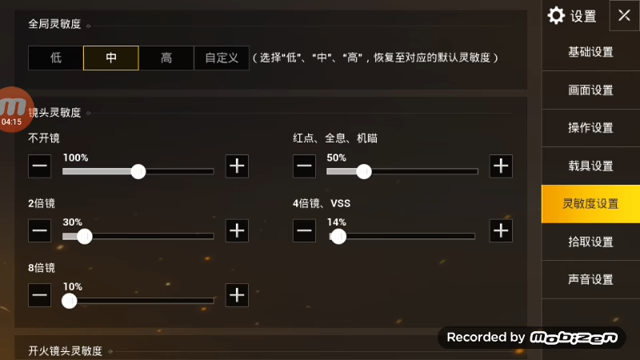 设置
全局灵敏度
低 中 高 自定义 (选择“低”、“中”、“高”，恢复至对应的默认灵敏度)
基础设置
画面设置
操作设置
载具设置
灵敏度设置
拾取设置
声音设置
04:15
镜头灵敏度
不开镜 红点、全息、机瞄
100% 50%
2倍镜 4倍镜、VSS
30% 14%
8倍镜
10%
开火镜头灵敏度
Recorded by mobizen